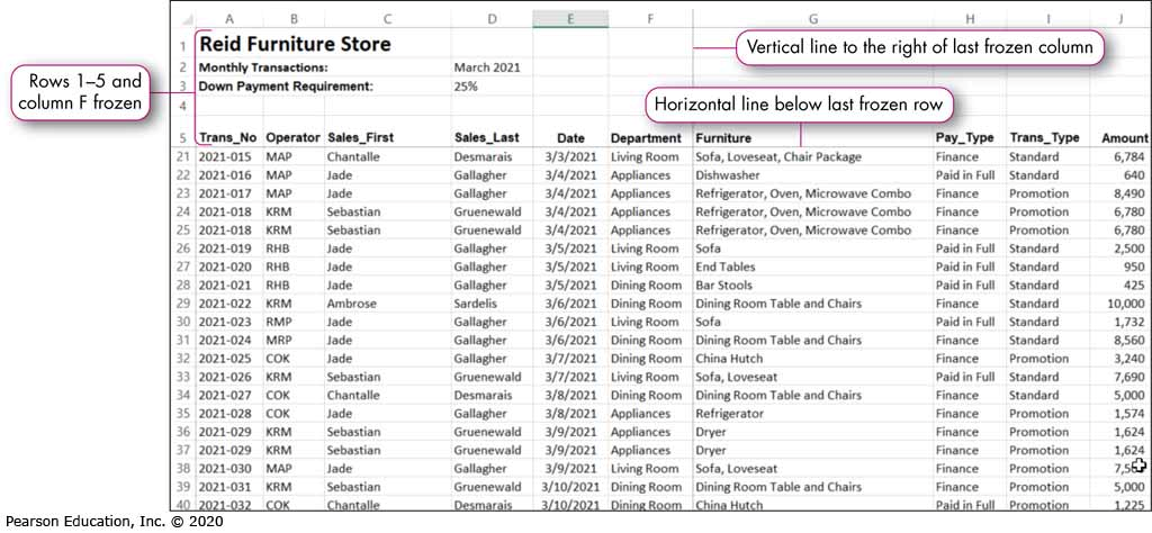 A B C D E F G H I J
1 Reid Furniture Store
Vertical line to the right of last frozen column
2 Monthly Transactions: March 2021
3 Down Payment Requirement: 25%
Rows 1–5 and
column F frozen
4
Horizontal line below last frozen row
5 Trans_No Operator Sales_First Sales_Last Date Department Furniture Pay_Type Trans_Type Amount
21 2021-015 MAP Chantalle Desmarais 3/3/2021 Living Room Sofa, Loveseat, Chair Package Finance Standard 6,784
22 2021-016 MAP Jade Gallagher 3/4/2021 Appliances Dishwasher Paid in Full Standard 640
23 2021-017 MAP Jade Gallagher 3/4/2021 Appliances Refrigerator, Oven, Microwave Combo Finance Promotion 8,490
24 2021-018 KRM Sebastian Gruenewald 3/4/2021 Appliances Refrigerator, Oven, Microwave Combo Finance Promotion 6,780
25 2021-018 KRM Sebastian Gruenewald 3/4/2021 Appliances Refrigerator, Oven, Microwave Combo Finance Promotion 6,780
26 2021-019 RHB Jade Gallagher 3/5/2021 Living Room Sofa Paid in Full Standard 2,500
27 2021-020 RHB Jade Gallagher 3/5/2021 Living Room End Tables Paid in Full Standard 950
28 2021-021 RHB Jade Gallagher 3/5/2021 Dining Room Bar Stools Paid in Full Standard 425
29 2021-022 KRM Ambrose Sardelis 3/6/2021 Dining Room Dining Room Table and Chairs Finance Standard 10,000
30 2021-023 RMP Jade Gallagher 3/6/2021 Living Room Sofa Paid in Full Standard 1,732
31 2021-024 MRP Jade Gallagher 3/6/2021 Dining Room Dining Room Table and Chairs Finance Standard 8,560
32 2021-025 COK Jade Gallagher 3/7/2021 Dining Room China Hutch Finance Promotion 3,240
33 2021-026 KRM Sebastian Gruenewald 3/7/2021 Living Room Sofa, Loveseat Paid in Full Standard 7,690
34 2021-027 COK Chantalle Desmarais 3/8/2021 Dining Room Dining Room Table and Chairs Finance Standard 5,000
35 2021-028 COK Jade Gallagher 3/8/2021 Appliances Refrigerator Finance Promotion 1,574
36 2021-029 KRM Sebastian Gruenewald 3/9/2021 Appliances Dryer Finance Promotion 1,624
37 2021-029 KRM Sebastian Gruenewald 3/9/2021 Appliances Dryer Finance Promotion 1,624
38 2021-030 MAP Jade Gallagher 3/9/2021 Living Room Sofa, Loveseat Finance Promotion
39 2021-031 KRM Sebastian Gruenewald 3/10/2021 Dining Room Dining Room Table and Chairs Finance Promotion 5,000
40 2021-032 COK Chantalle Desmarais 3/10/2021 Dining Room China Hutch Paid in Full Promotion 1,225
Pearson Education, Inc. © 2020